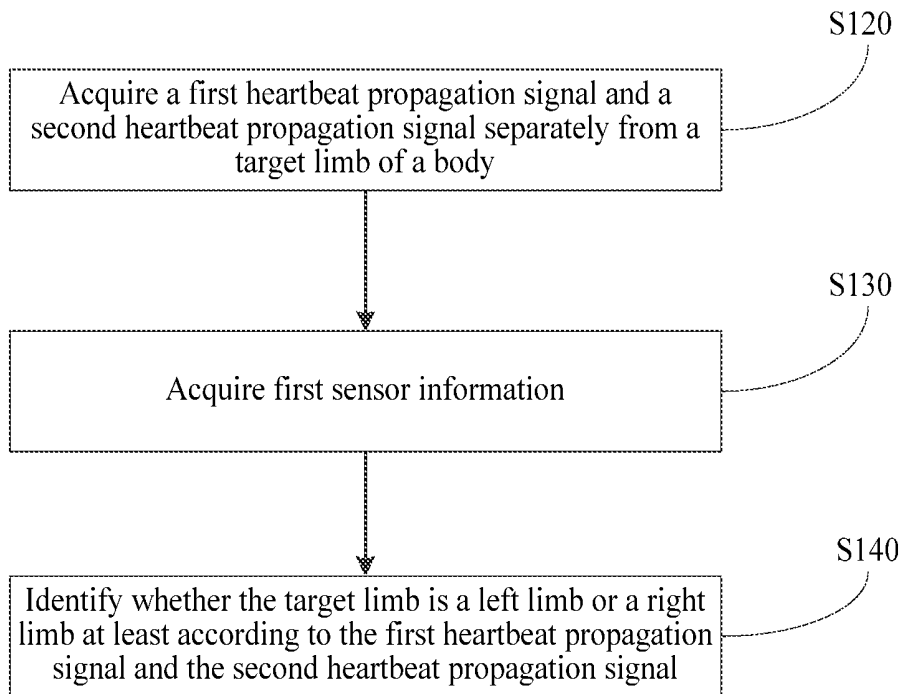 S120
Acquire a first heartbeat propagation signal and a
second heartbeat propagation signal separately from a
target limb of a body
S130
Acquire first sensor information
S140
Identify whether the target limb is a left limb or a right
limb at least according to the first heartbeat propagation
signal and the second heartbeat propagation signal